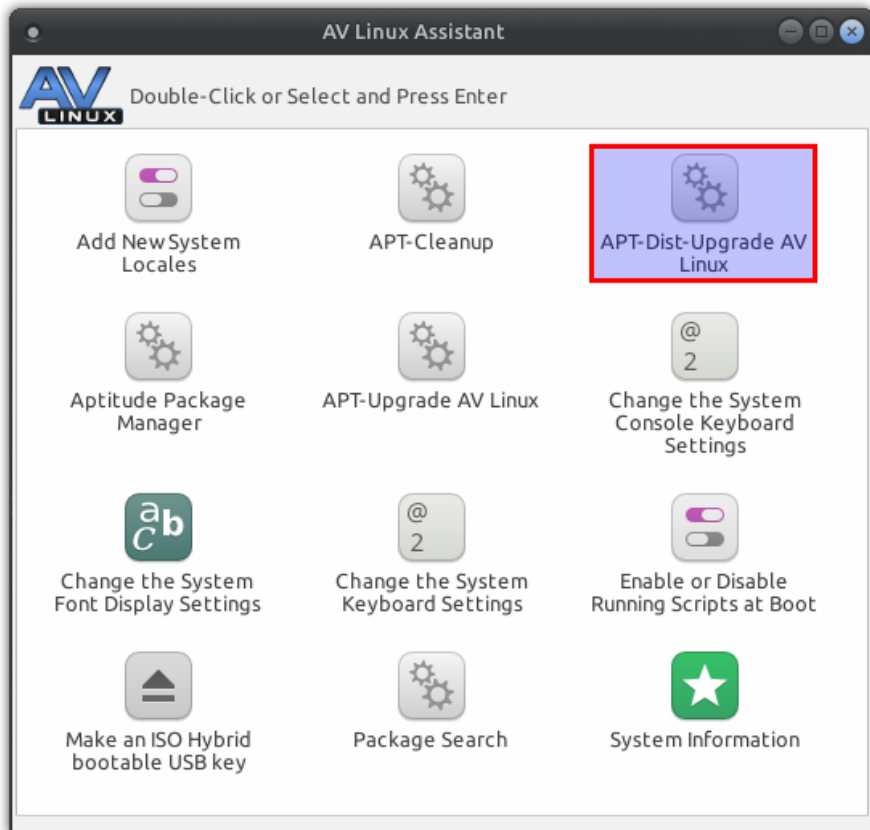 AV Linux Assistant
AV
LINUX
Double-Click or Select and Press Enter
Add New System
Locales
APT-Cleanup
APT-Dist-Upgrade AV
Linux
@
2
Aptitude Package
Manager
APT-Upgrade AV Linux
Change the System
Console Keyboard
Settings
a
b
c
@
2
Change the System
Font Display Settings
Change the System
Keyboard Settings
Enable or Disable
Running Scripts at Boot
Make an ISO Hybrid
bootable USB key
Package Search
System Information